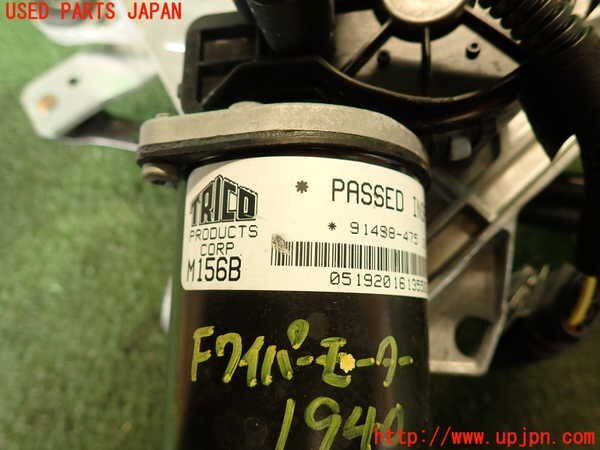 USED PARTS JAPAN
TRICO
PRODUCTS
CORP
M156B
* PASSED
* 91498-475
Fワイパーモーター
http://www.upjpn.com